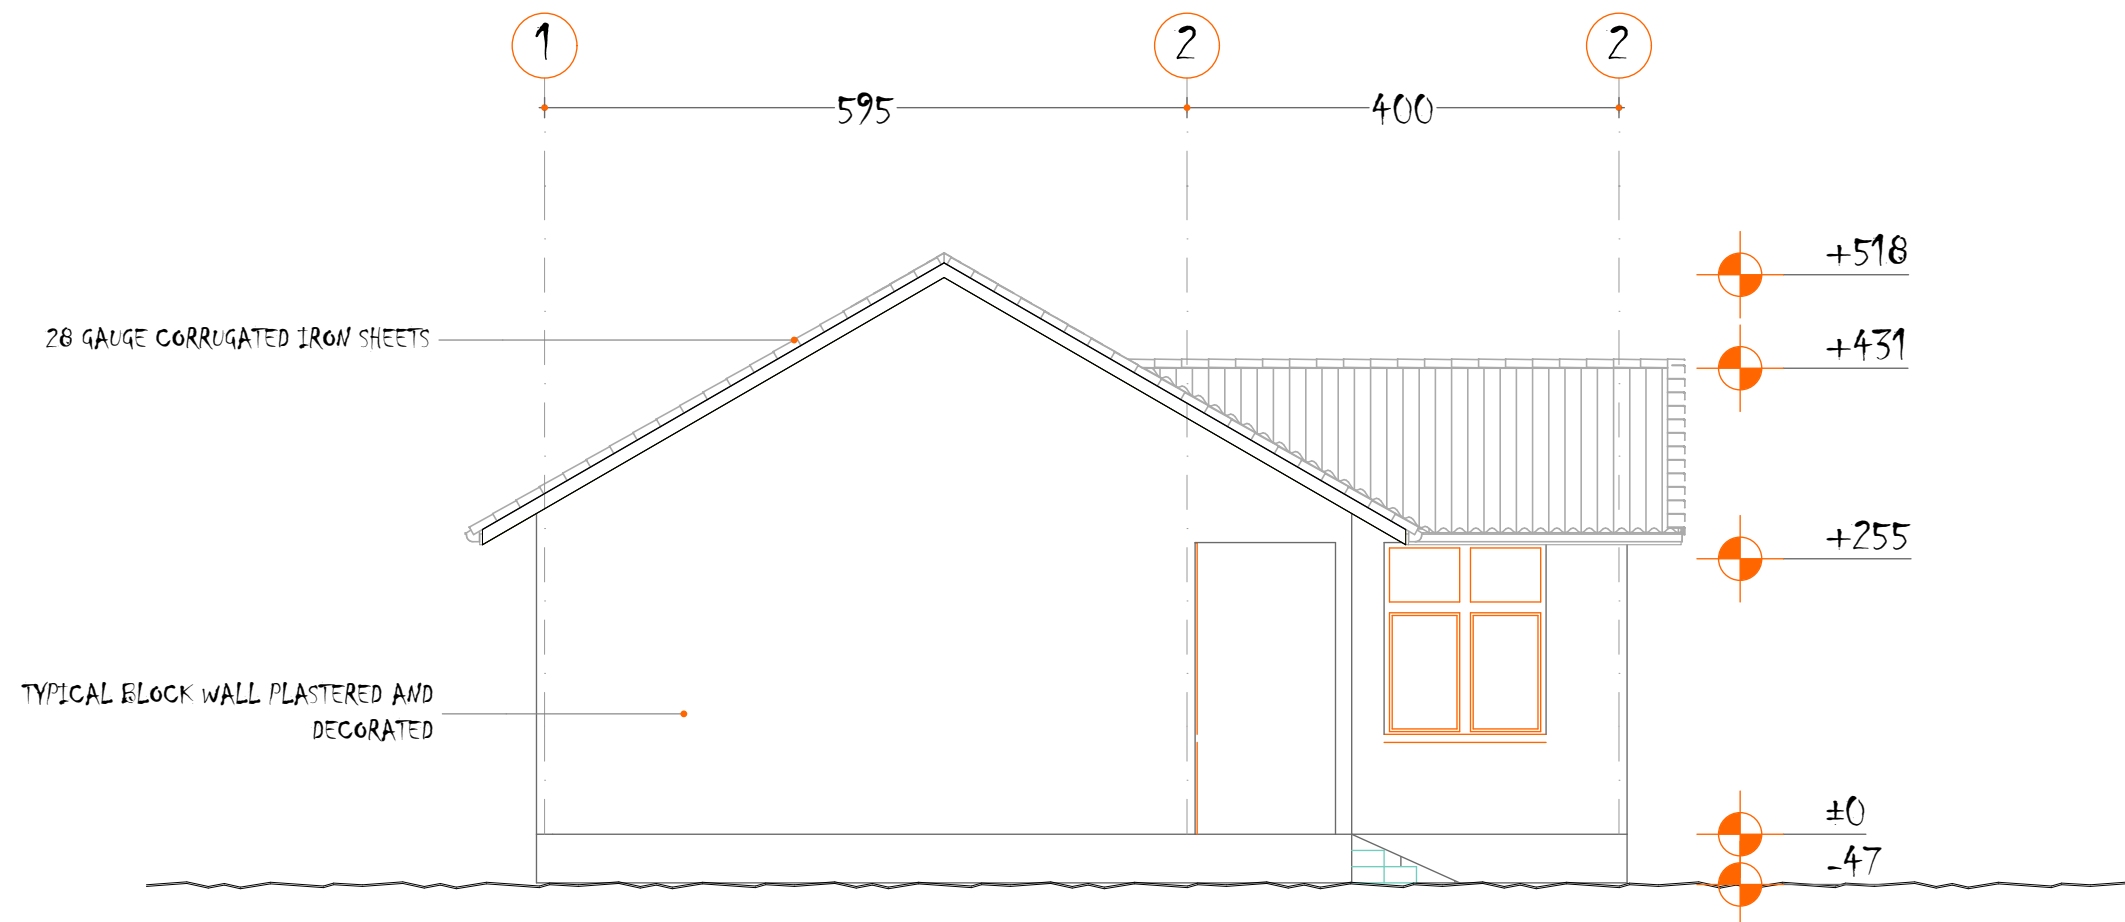 1 2 2
595 400
+518
28 GAUGE CORRUGATED IRON SHEETS
+431
+255
TYPICAL BLOCK WALL PLASTERED AND
DECORATED
±0
-47